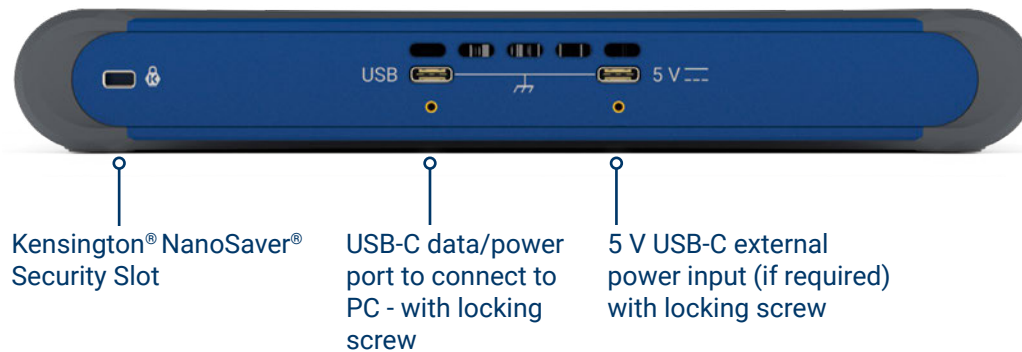 USB
5 V
Kensington® NanoSaver®
Security Slot
USB-C data/power
port to connect to
PC - with locking
screw
5 V USB-C external
power input (if required)
with locking screw